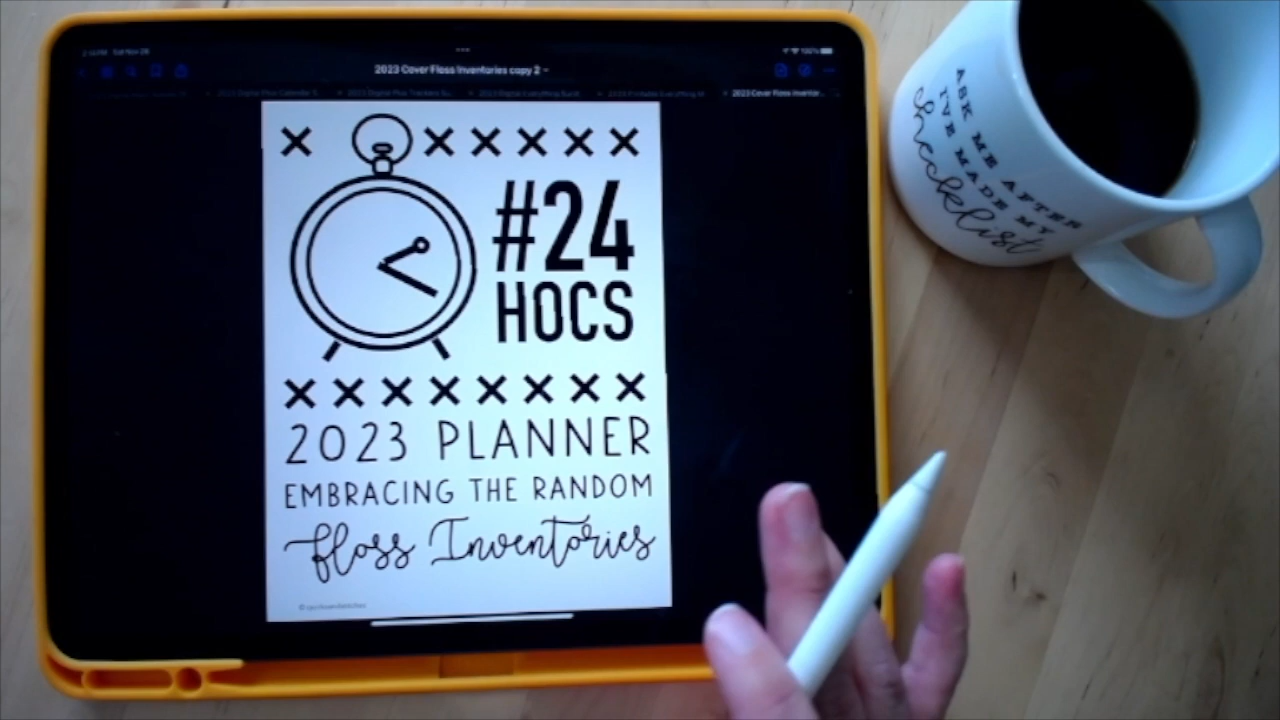 2023 Cover Floss Inventories copy 2
#24
HOCS
2023 PLANNER
EMBRACING THE RANDOM
floss Inventories
ASK ME AFTER
I'VE MADE MY
checklist